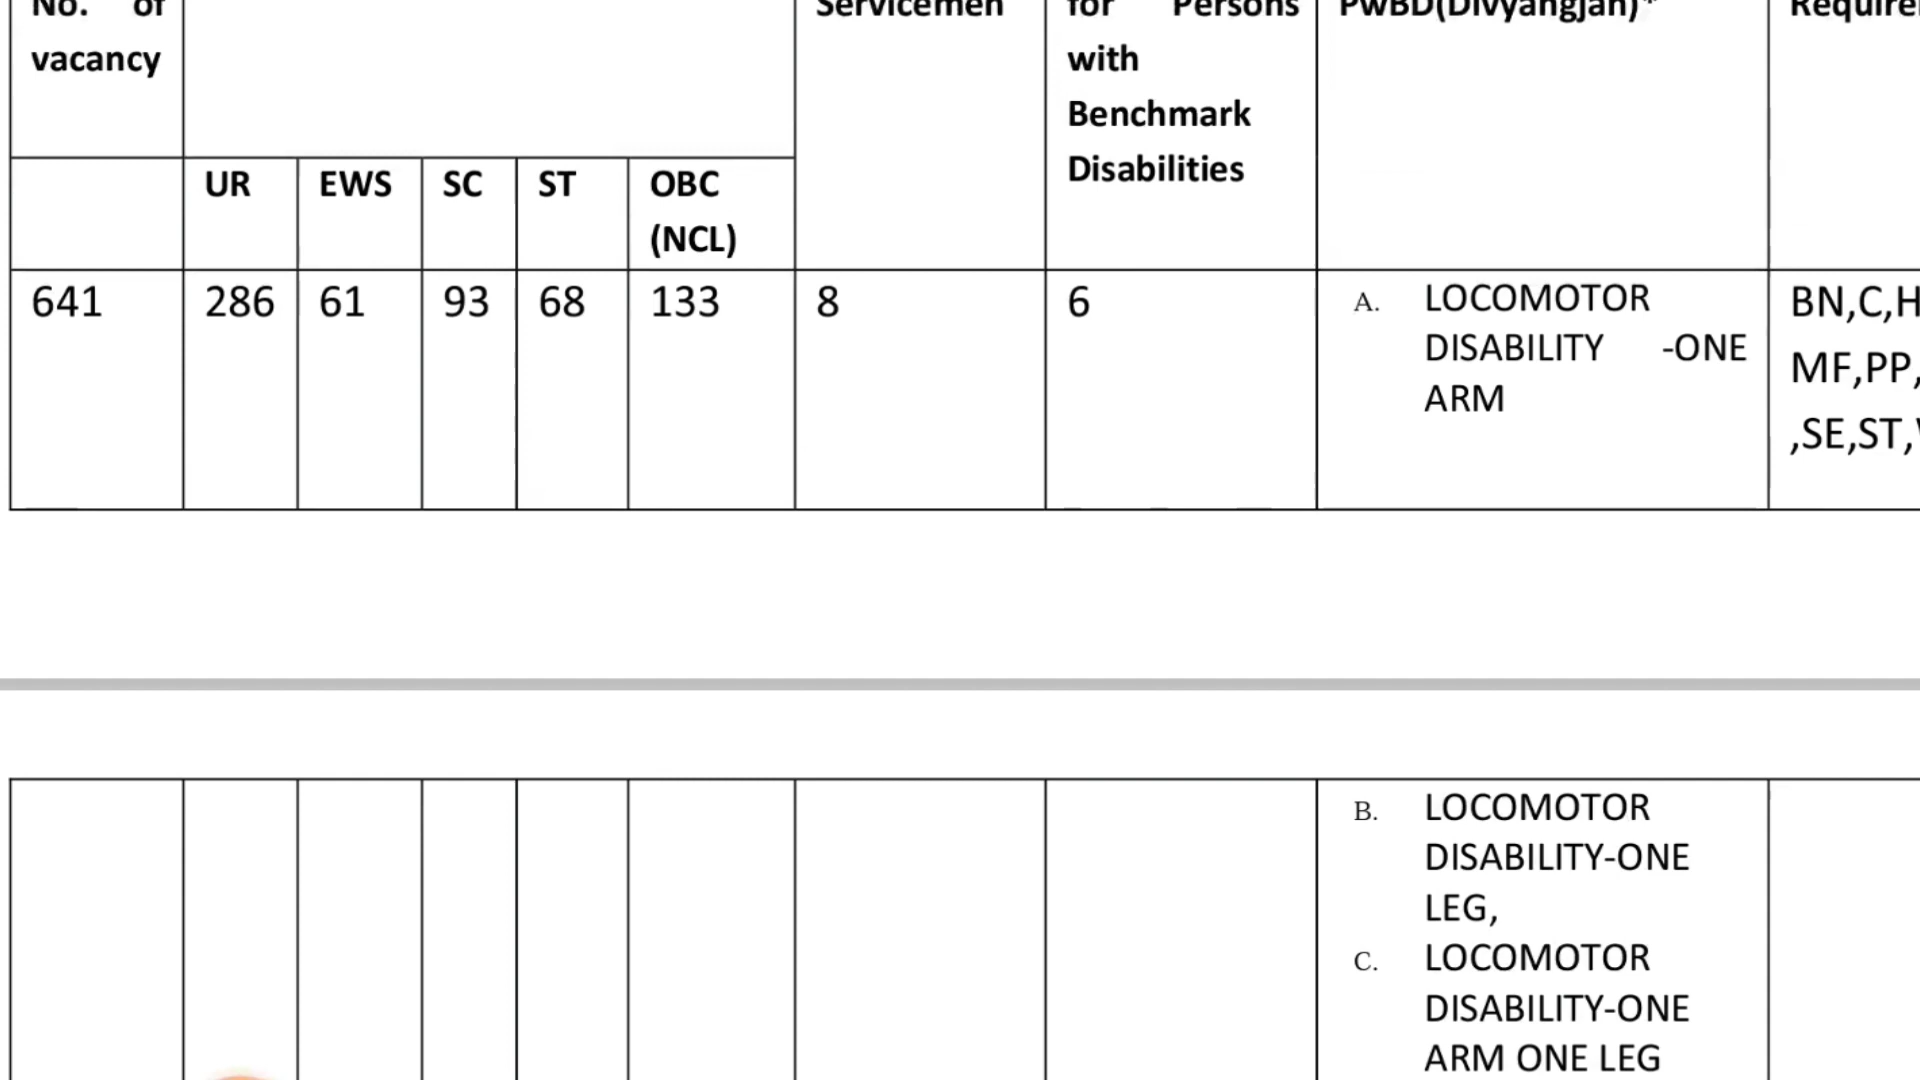 No. of
vacancy
Servicemen
for Persons
with
Benchmark
Disabilities
PwBD(Divyangjan)*
UR EWS SC ST OBC
(NCL)
641 286 61 93 68 133 8 6
A. LOCOMOTOR
DISABILITY -ONE
ARM
BN,C,H
MF,PP,
,SE,ST,
B. LOCOMOTOR
DISABILITY-ONE
LEG,
C. LOCOMOTOR
DISABILITY-ONE
ARM ONE LEG